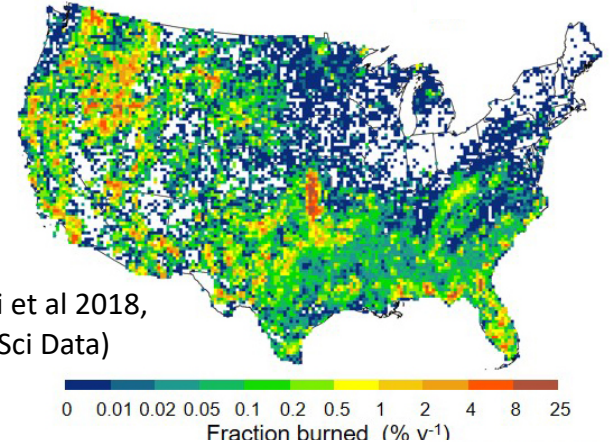 i et al 2018,
Sci Data)
0 0.01 0.02 0.05 0.1 0.2 0.5 1 2 4 8 25
Fraction burned (% y-1)